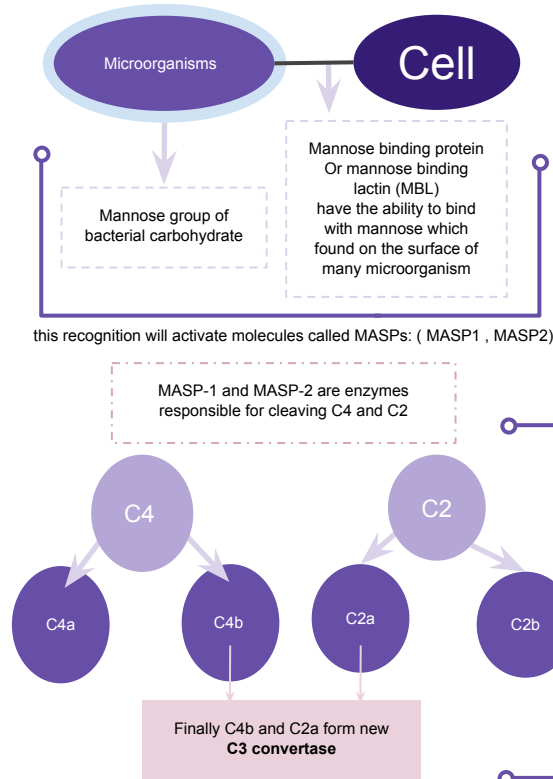 Microorganisms
Cell
Mannose group of
bacterial carbohydrate
Mannose binding protein
Or mannose binding
lactin (MBL)
have the ability to bind
with mannose which
found on the surface of
many microorganism
this recognition will activate molecules called MASPs: ( MASP1 , MASP2)
MASP-1 and MASP-2 are enzymes
responsible for cleaving C4 and C2
C4
C2
C4a
C4b
C2a
C2b
Finally C4b and C2a form new
C3 convertase